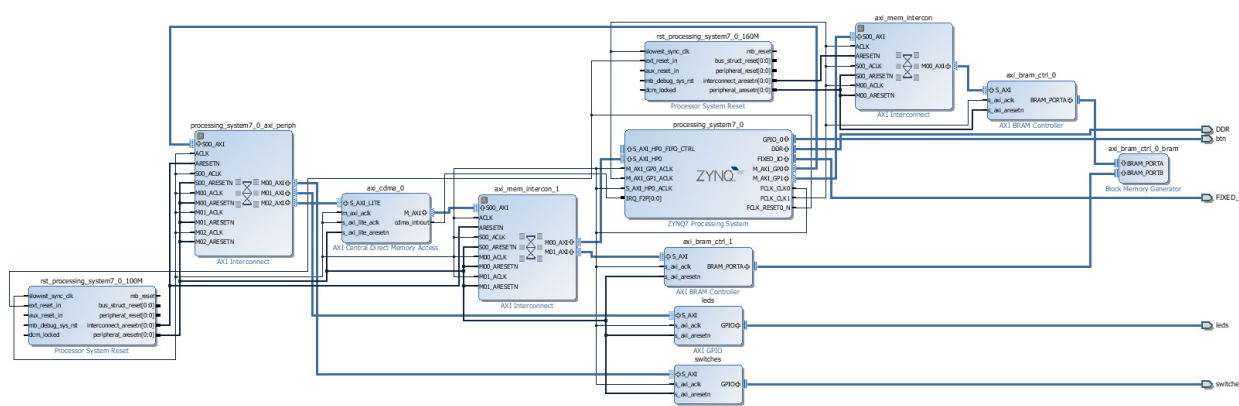 axi_mem_intercon
S00_AXI
ACLK
ARESETN
S00_ACLK
S00_ARESETN
M00_ACLK
M00_ARESETN
M00_AXI
AXI Interconnect
rst_processing_system7_0_160M
slowest_sync_clk
ext_reset_in
aux_reset_in
mb_debug_sys_rst
dcm_locked
mb_reset
bus_struct_reset[0:0]
peripheral_reset[0:0]
interconnect_aresetn[0:0]
peripheral_aresetn[0:0]
Processor System Reset
axi_bram_ctrl_0
S_AXI
s_axi_aclk
s_axi_aresetn
BRAM_PORTA
AXI BRAM Controller
processing_system7_0_axi_periph
S00_AXI
ACLK
ARESETN
S00_ACLK
S00_ARESETN
M00_ACLK
M00_ARESETN
M01_ACLK
M01_ARESETN
M02_ACLK
M02_ARESETN
M00_AXI
M01_AXI
M02_AXI
AXI Interconnect
processing_system7_0
S_AXI_HP0_FIFO_CTRL
S_AXI_HP0
M_AXI_GP0_ACLK
M_AXI_GP1_ACLK
S_AXI_HP0_ACLK
IRQ_F2P[0:0]
ZYNQ
GPIO_0
DDR
FIXED_IO
M_AXI_GP0
M_AXI_GP1
FCLK_CLK0
FCLK_CLK1
FCLK_RESET0_N
ZYNQ7 Processing System
DDR
btn
axi_bram_ctrl_0_bram
BRAM_PORTA
BRAM_PORTB
Block Memory Generator
FIXED_
axi_cdma_0
S_AXI_LITE
m_axi_aclk
s_axi_lite_aclk
s_axi_lite_aresetn
M_AXI
cdma_introut
AXI Central Direct Memory Access
axi_mem_intercon_1
S00_AXI
ACLK
ARESETN
S00_ACLK
S00_ARESETN
M00_ACLK
M00_ARESETN
M01_ACLK
M01_ARESETN
M00_AXI
M01_AXI
AXI Interconnect
axi_bram_ctrl_1
S_AXI
s_axi_aclk
s_axi_aresetn
BRAM_PORTA
AXI BRAM Controller
rst_processing_system7_0_100M
slowest_sync_clk
ext_reset_in
aux_reset_in
mb_debug_sys_rst
dcm_locked
mb_reset
bus_struct_reset[0:0]
peripheral_reset[0:0]
interconnect_aresetn[0:0]
peripheral_aresetn[0:0]
Processor System Reset
leds
S_AXI
s_axi_aclk
s_axi_aresetn
GPIO
AXI GPIO
leds
switches
S_AXI
s_axi_aclk
s_axi_aresetn
GPIO
AXI GPIO
switche